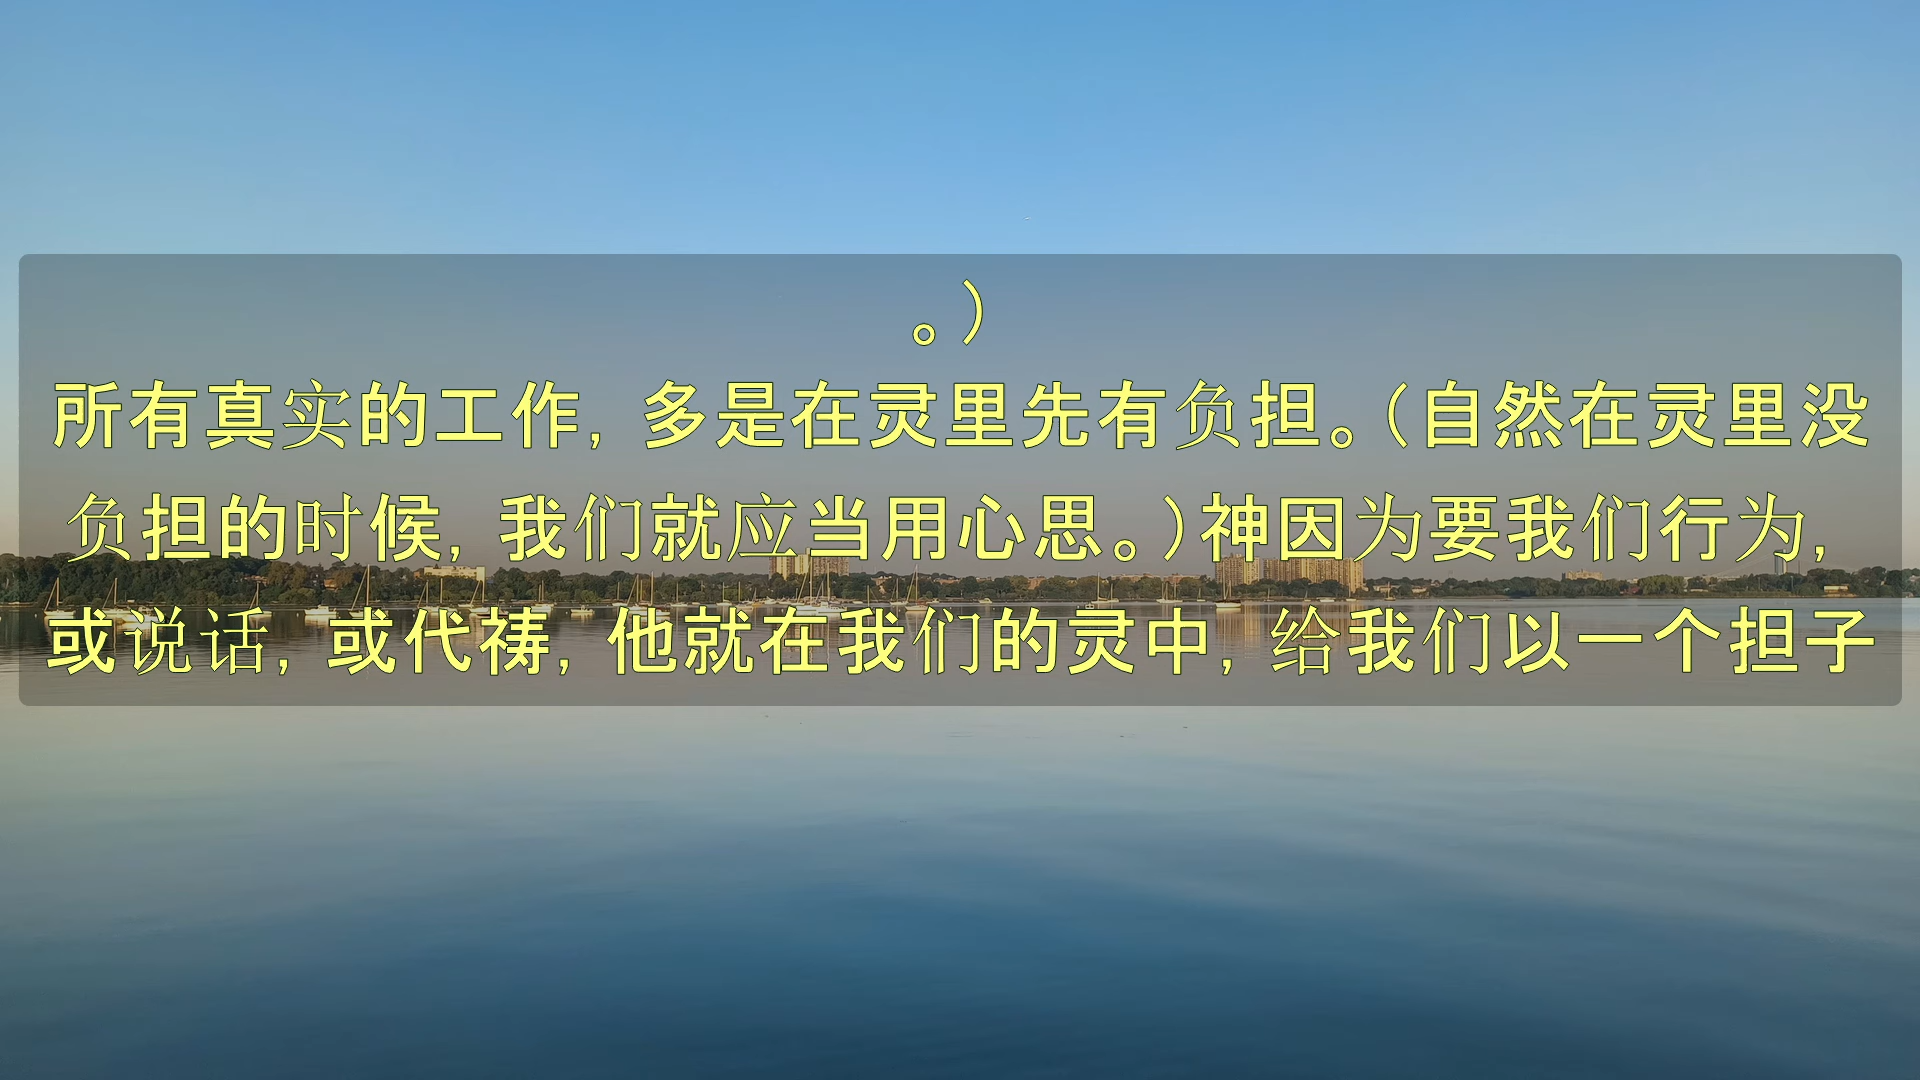 。）
所有真实的工作，多是在灵里先有负担。（自然在灵里没
负担的时候，我们就应当用心思。）神因为要我们行为，
或说话，或代祷，他就在我们的灵中，给我们以一个担子